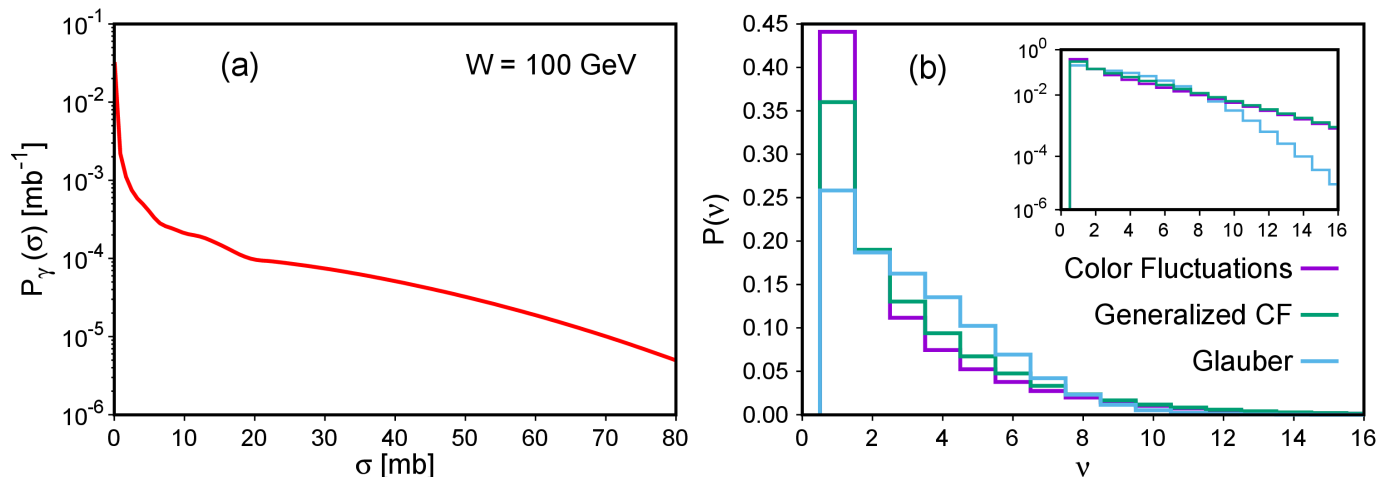 (a)
W = 100 GeV
10⁻¹
10⁻²
10⁻³
10⁻⁴
10⁻⁵
10⁻⁶
Pγ(σ) [mb⁻¹]
0 10 20 30 40 50 60 70 80
σ [mb]
(b)
0.45
0.40
0.35
0.30
0.25
0.20
0.15
0.10
0.05
0.00
P(ν)
0 2 4 6 8 10 12 14 16
ν
10⁰
10⁻²
10⁻⁴
10⁻⁶
0 2 4 6 8 10 12 14 16
Color Fluctuations
Generalized CF
Glauber